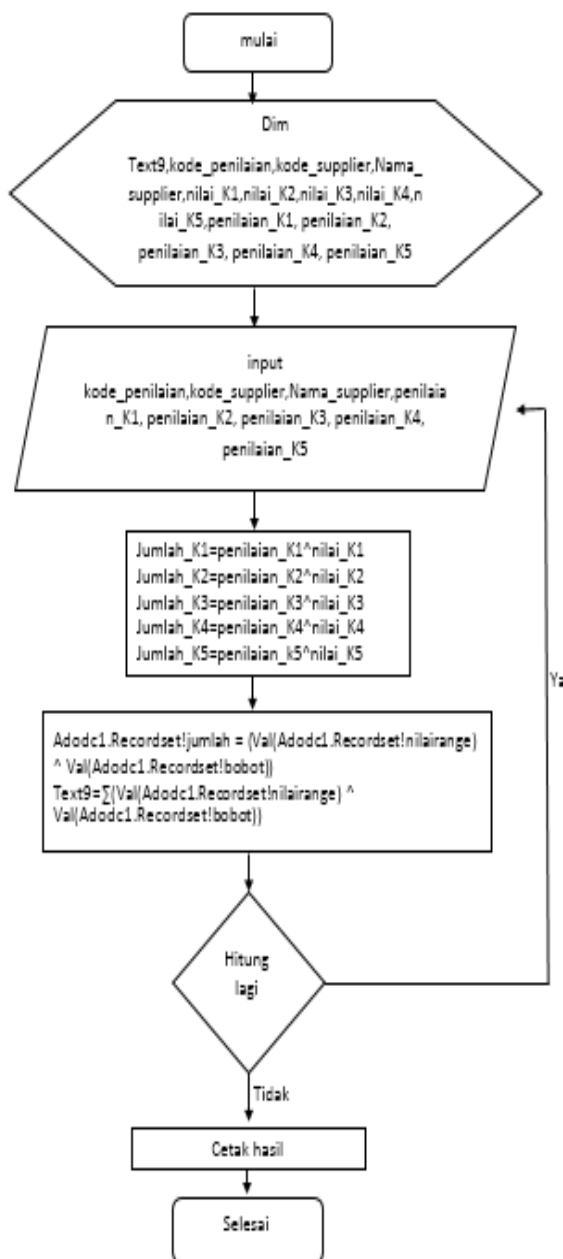 mulai
Dim
Text9,kode_penilaian,kode_supplier,Nama_
supplier,nilai_K1,nilai_K2,nilai_K3,nilai_K4,n
ilai_K5,penilaian_K1, penilaian_K2,
penilaian_K3, penilaian_K4, penilaian_K5
input
kode_penilaian,kode_supplier,Nama_supplier,penilaia
n_K1, penilaian_K2, penilaian_K3, penilaian_K4,
penilaian_K5
Jumlah_K1=penilaian_K1^nilai_K1
Jumlah_K2=penilaian_K2^nilai_K2
Jumlah_K3=penilaian_K3^nilai_K3
Jumlah_K4=penilaian_K4^nilai_K4
Jumlah_K5=penilaian_k5^nilai_K5
Ya
Adodc1.Recordset!jumlah = (Val(Adodc1.Recordset!nilairange)
^ Val(Adodc1.Recordset!bobot))
Text9=∑(Val(Adodc1.Recordset!nilairange) ^
Val(Adodc1.Recordset!bobot))
Hitung
lagi
Tidak
Cetak hasil
Selesai